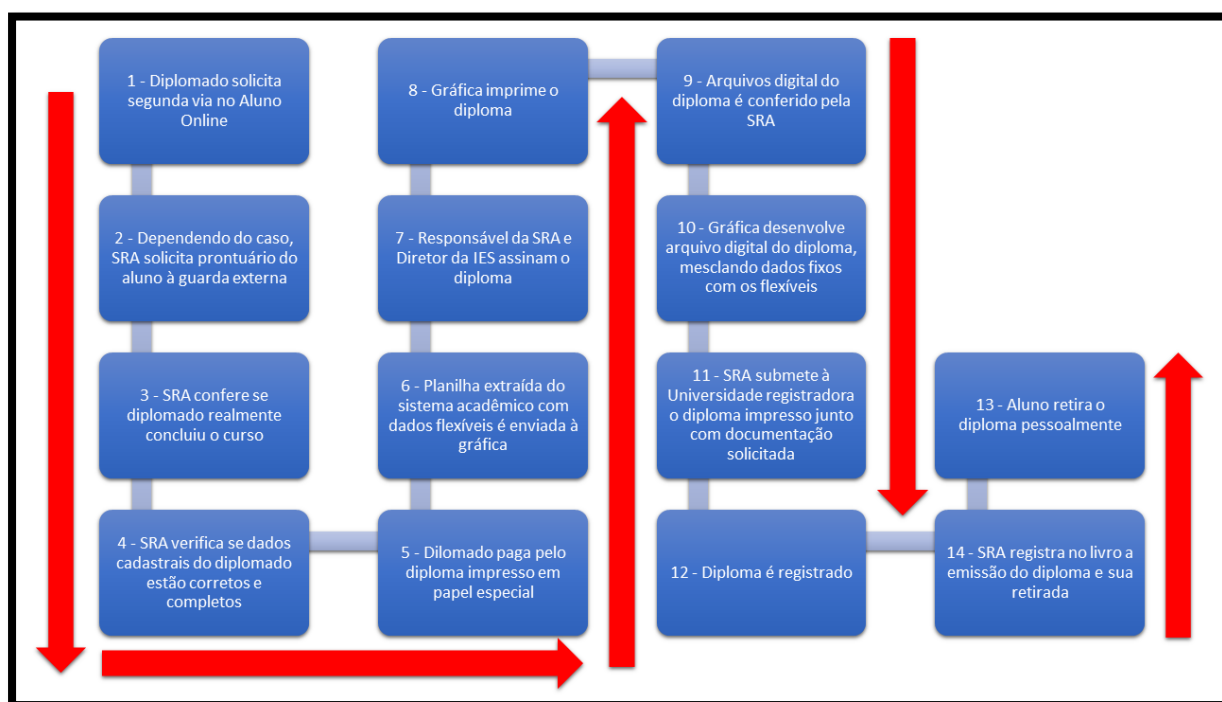 1 - Diplomado solicita
segunda via no Aluno
Online
2 - Dependendo do caso,
SRA solicita prontuário do
aluno à guarda externa
3 - SRA confere se
diplomado realmente
concluiu o curso
4 - SRA verifica se dados
cadastrais do diplomado
estão corretos e
completos
5 - Dilomado paga pelo
diploma impresso em
papel especial
6 - Planilha extraída do
sistema acadêmico com
dados flexíveis é enviada à
gráfica
7 - Responsável da SRA e
Diretor da IES assinam o
diploma
8 - Gráfica imprime o
diploma
9 - Arquivos digital do
diploma é conferido pela
SRA
10 - Gráfica desenvolve
arquivo digital do diploma,
mesclando dados fixos
com os flexíveis
11 - SRA submete à
Universidade registradora
o diploma impresso junto
com documentação
solicitada
12 - Diploma é registrado
13 - Aluno retira o
diploma pessoalmente
14 - SRA registra no livro a
emissão do diploma e sua
retirada